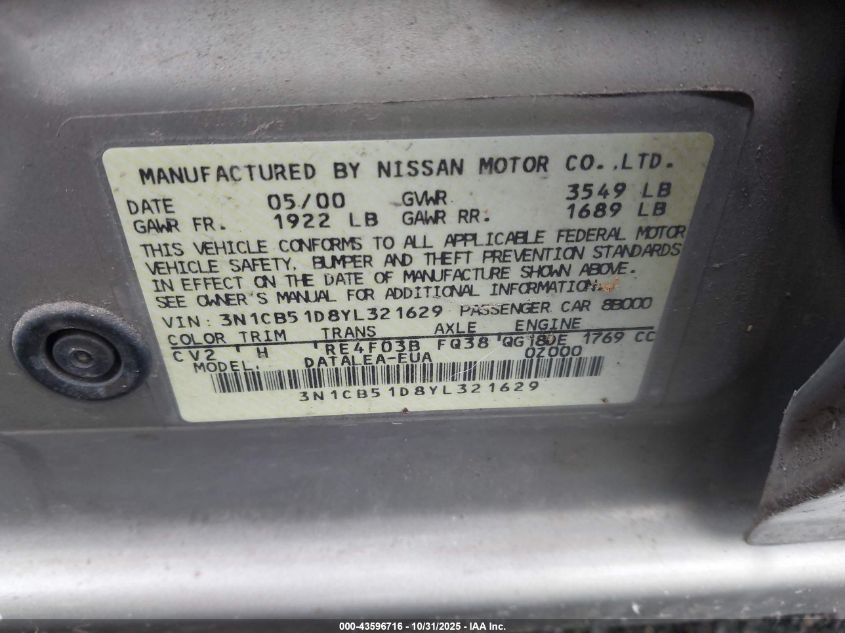 MANUFACTURED BY NISSAN MOTOR CO.,LTD.
DATE 05/00 GVWR 3549 LB
GAWR FR. 1922 LB GAWR RR. 1689 LB
THIS VEHICLE CONFORMS TO ALL APPLICABLE FEDERAL MOTOR
VEHICLE SAFETY, BUMPER AND THEFT PREVENTION STANDARDS
IN EFFECT ON THE DATE OF MANUFACTURE SHOWN ABOVE.
SEE OWNER'S MANUAL FOR ADDITIONAL INFORMATION.
VIN: 3N1CB51D8YL321629 PASSENGER CAR 8B000
COLOR TRIM TRANS AXLE ENGINE
CV2 H RE4F03B FQ38 QG18DE 1769 CC
MODEL: DATALEA-EUA 0Z000
3N1CB51D8YL321629
000-43596716 - 10/31/2025 - IAA Inc.